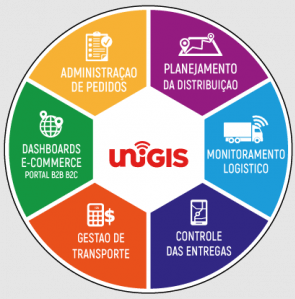 ADMINISTRAÇAO
DE PEDIDOS
PLANEJAMENTO
DA DISTRIBUIÇAO
DASHBOARDS
E-COMMERCE
PORTAL B2B B2C
UNIGIS
MONITORAMENTO
LOGISTICO
GESTAO DE
TRANSPORTE
CONTROLE
DAS ENTREGAS